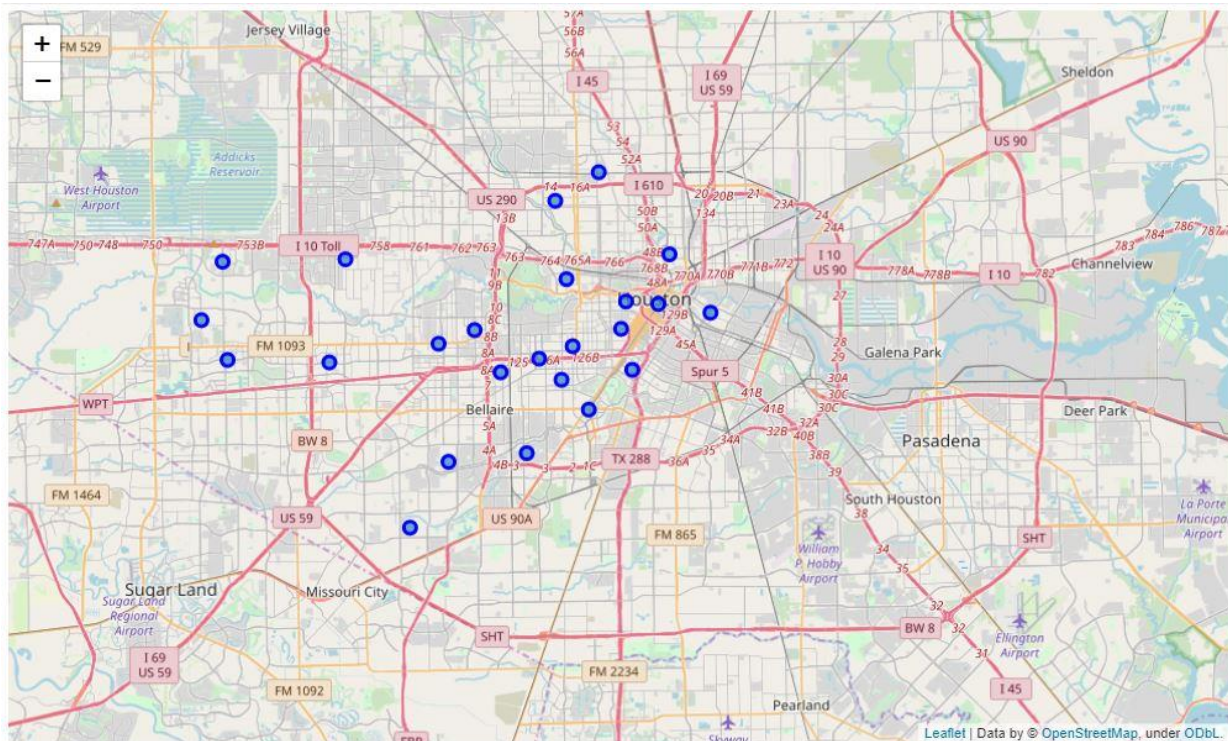 +
−
FM 529
Jersey Village
57A
56B
56A
I 45
I 69
US 59
Sheldon
US 90
53
54
52A
Addicks
Reservoir
West Houston
Airport
14
16A
I 610
20
20B
21
23A
US 290
13B
50B
50A
134
24
24A
747A
750
748
750
753B
I 10 Toll
758
761
762
763
763
764
765A
766
48B
768B
48A
770A
770B
771B
772
I 10
US 90
778A
778B
I 10
782
783
784
786
787
Channelview
11
9B
10
8C
8B
8A
27
28
29
129B
129A
45A
FM 1093
125
126B
Galena Park
30A
30C
30C
Spur 5
41B
41B
WPT
Bellaire
BW 8
5A
4A
4B
3
3
2
1C
TX 288
36A
35
34A
32B
32A
40B
38B
39
38
Deer Park
Pasadena
FM 1464
US 59
US 90A
FM 865
South Houston
William
P. Hobby
Airport
34
35
SHT
La Porte
Municipal
Airport
Sugar Land
Sugar Land
Regional
Airport
Missouri City
SHT
BW 8
32
32
31
Ellington
Airport
I 69
US 59
FM 1092
FM 2234
I 45
Pearland
Skyway
Leaflet | Data by © OpenStreetMap, under ODbL.